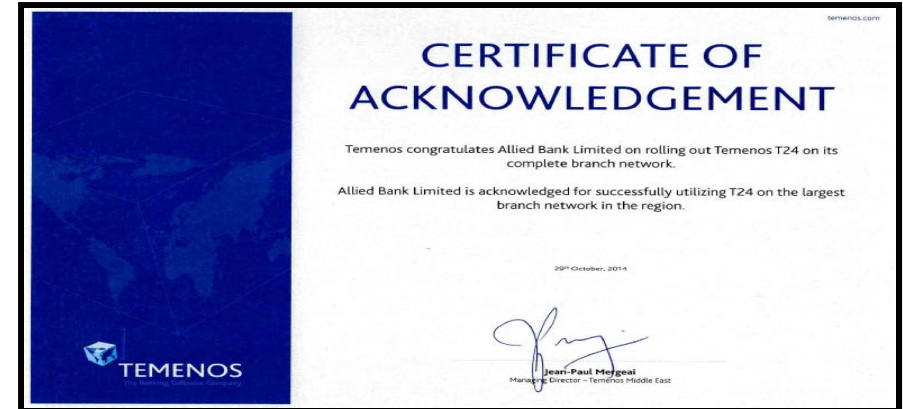 temenos.com
CERTIFICATE OF
ACKNOWLEDGEMENT
Temenos congratulates Allied Bank Limited on rolling out Temenos T24 on its
complete branch network.
Allied Bank Limited is acknowledged for successfully utilizing T24 on the largest
branch network in the region.
29th October, 2014
Jean-Paul Mergeai
Managing Director – Temenos Middle East
TEMENOS
The Banking Software Company